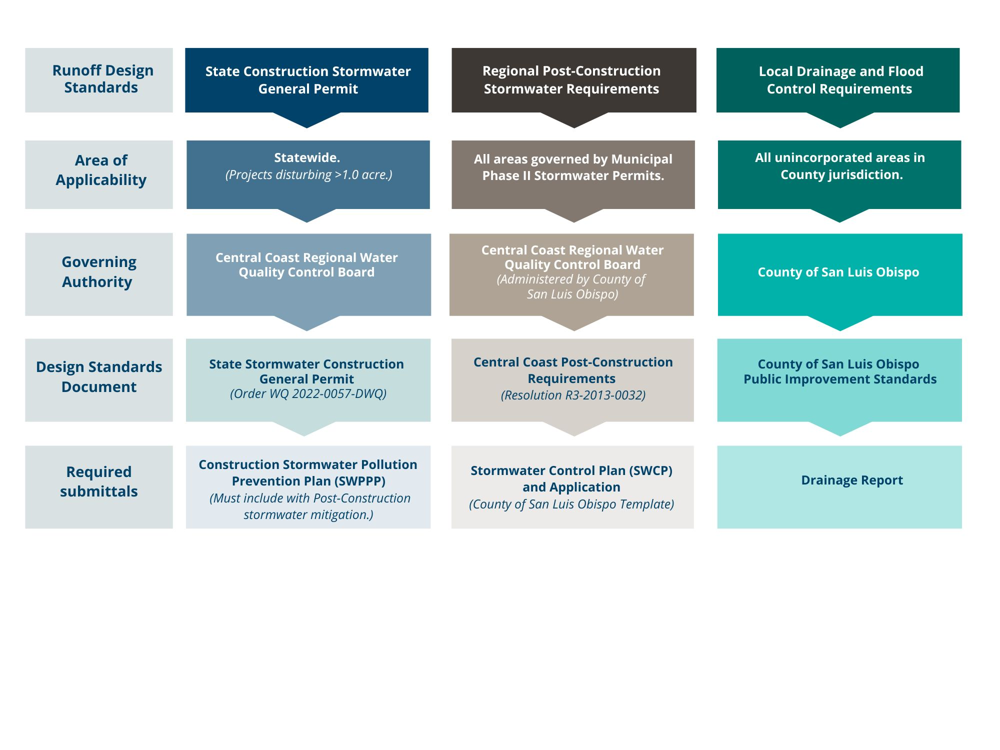 Runoff Design
Standards
State Construction Stormwater
General Permit
Regional Post-Construction
Stormwater Requirements
Local Drainage and Flood
Control Requirements
Area of
Applicability
Statewide.
(Projects disturbing >1.0 acre.)
All areas governed by Municipal
Phase II Stormwater Permits.
All unincorporated areas in
County jurisdiction.
Governing
Authority
Central Coast Regional Water
Quality Control Board
Central Coast Regional Water
Quality Control Board
(Administered by County of
San Luis Obispo)
County of San Luis Obispo
Design Standards
Document
State Stormwater Construction
General Permit
(Order WQ 2022-0057-DWQ)
Central Coast Post-Construction
Requirements
(Resolution R3-2013-0032)
County of San Luis Obispo
Public Improvement Standards
Required
submittals
Construction Stormwater Pollution
Prevention Plan (SWPPP)
(Must include with Post-Construction
stormwater mitigation.)
Stormwater Control Plan (SWCP)
and Application
(County of San Luis Obispo Template)
Drainage Report